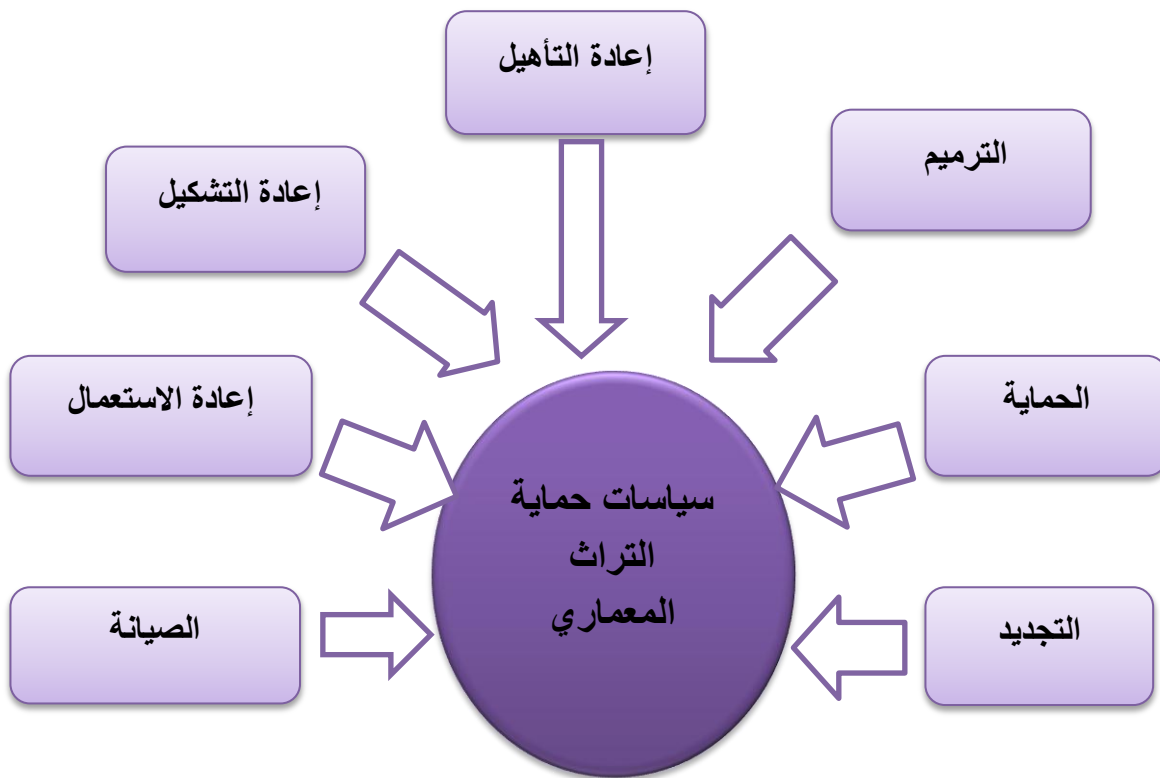 إعادة التأهيل
الترميم
إعادة التشكيل
الحماية
إعادة الاستعمال
سياسات حماية
التراث
المعماري
التجديد
الصيانة